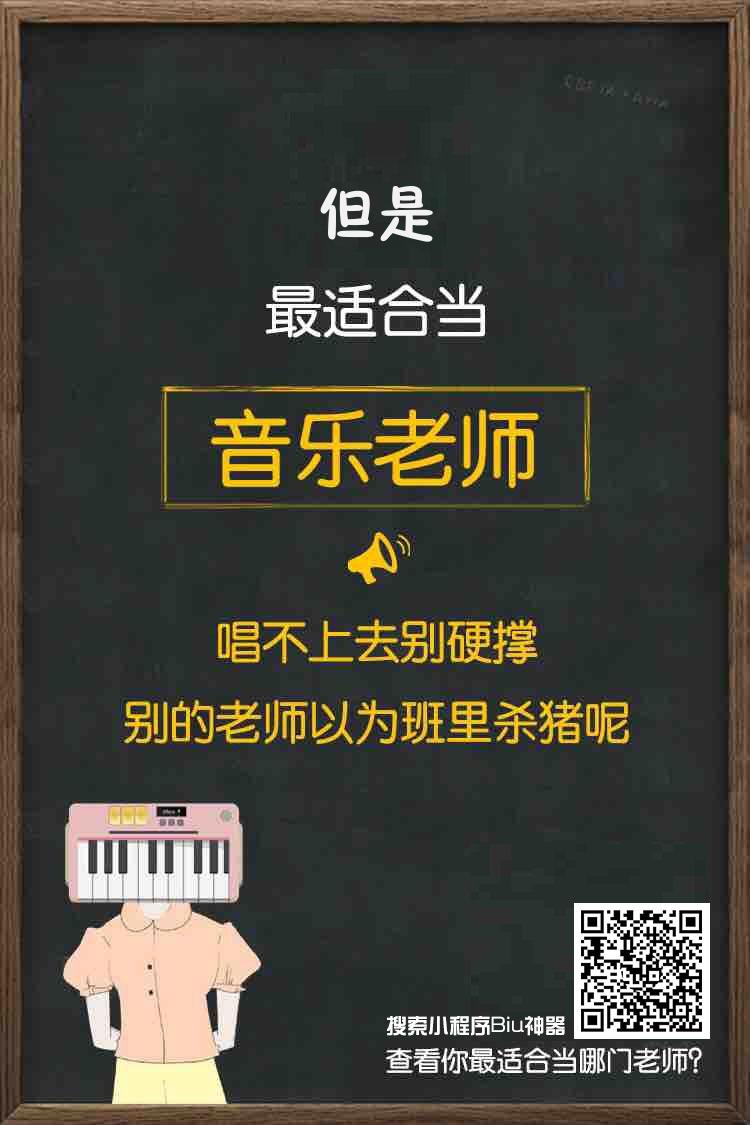 但是
最适合当
音乐老师
唱不上去别硬撑
别的老师以为班里杀猪呢
搜索小程序Biu神器
查看你最适合当哪门老师?